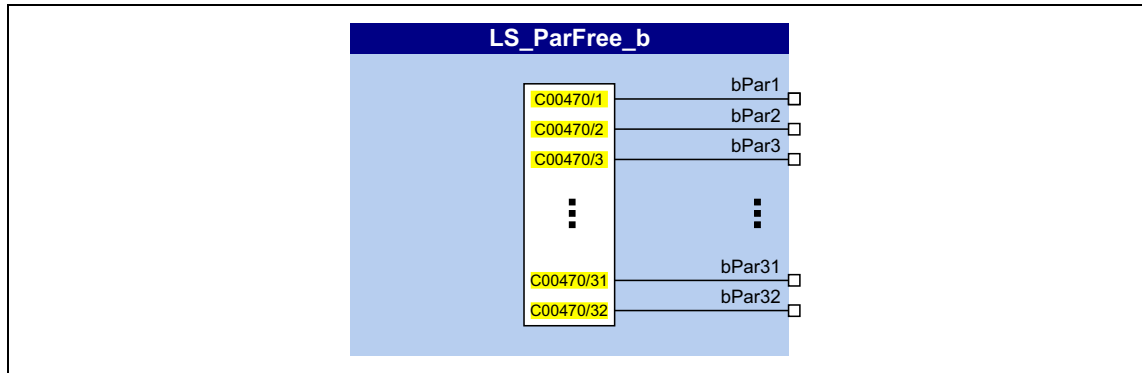 LS_ParFree_b
C00470/1 bPar1
C00470/2 bPar2
C00470/3 bPar3
C00470/31 bPar31
C00470/32 bPar32